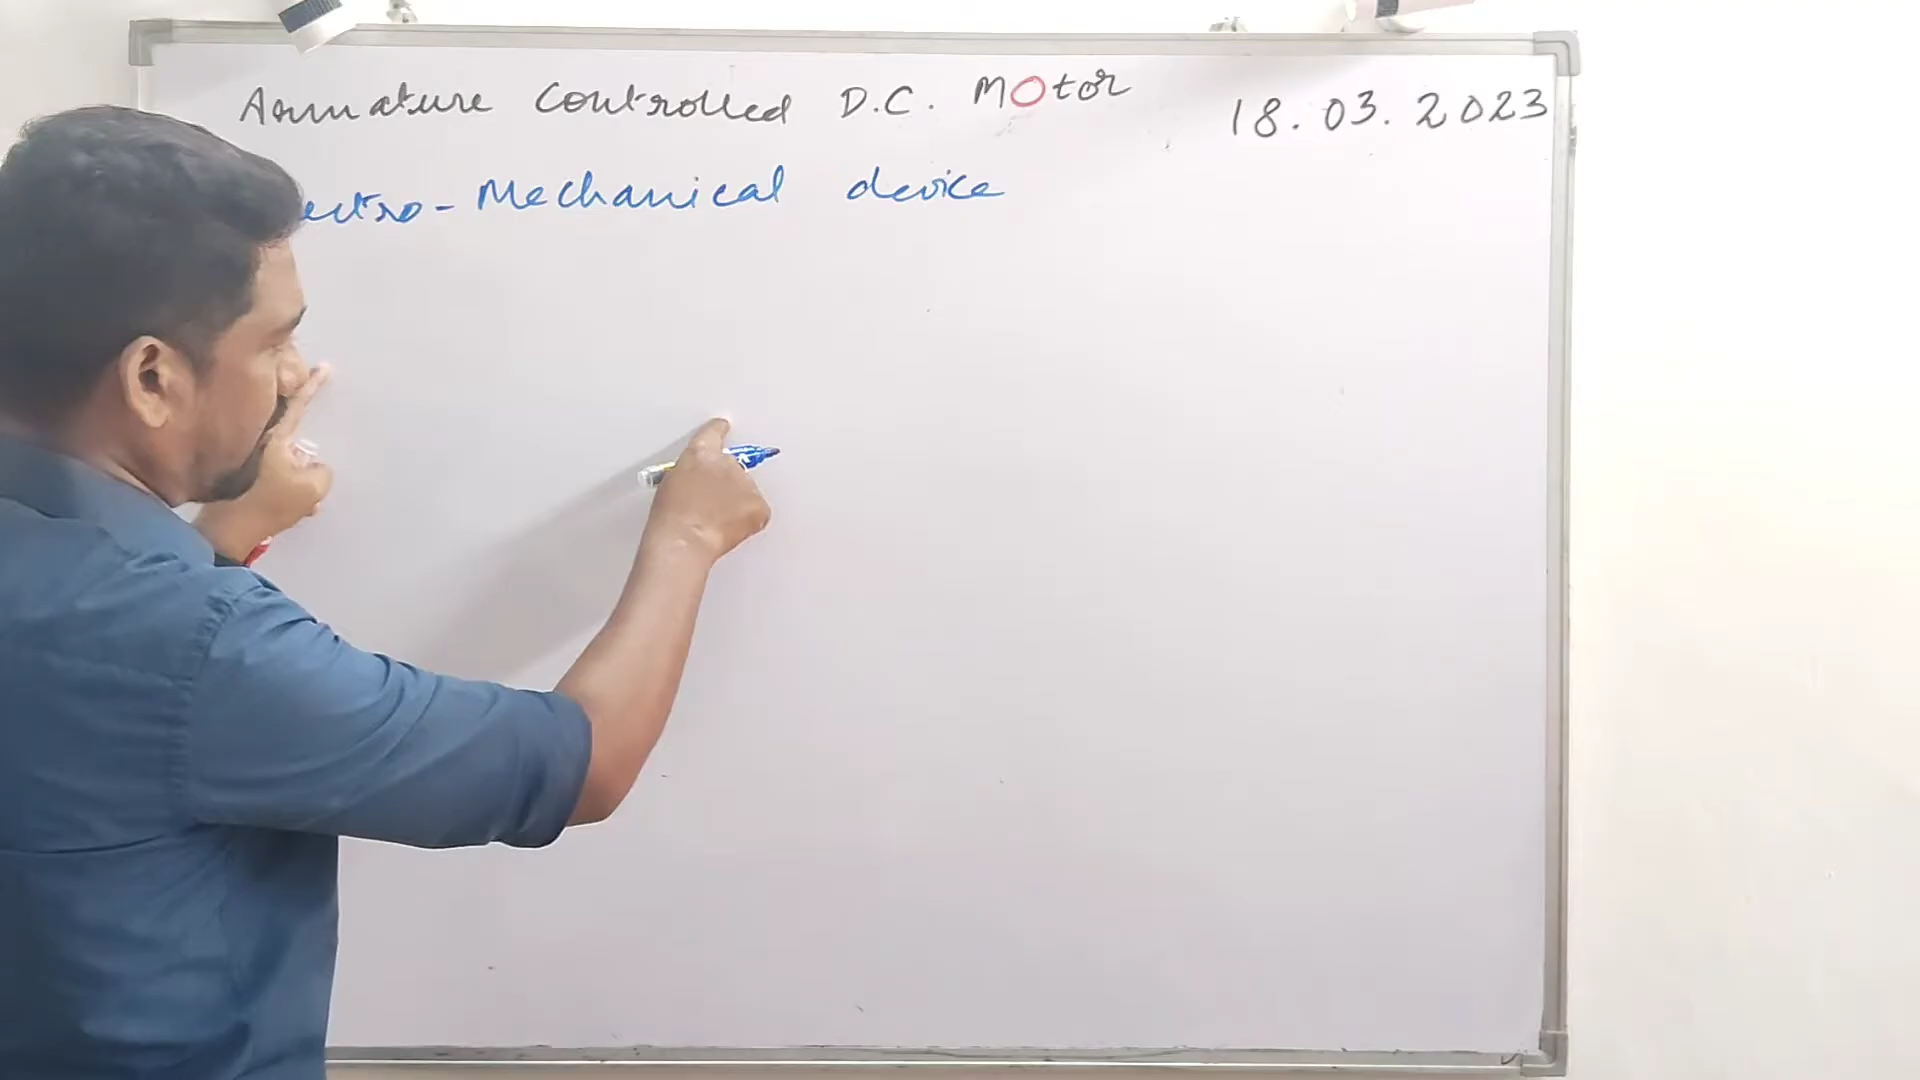 Armature Controlled D.C. Motor
18.03.2023
ectro-Mechanical device